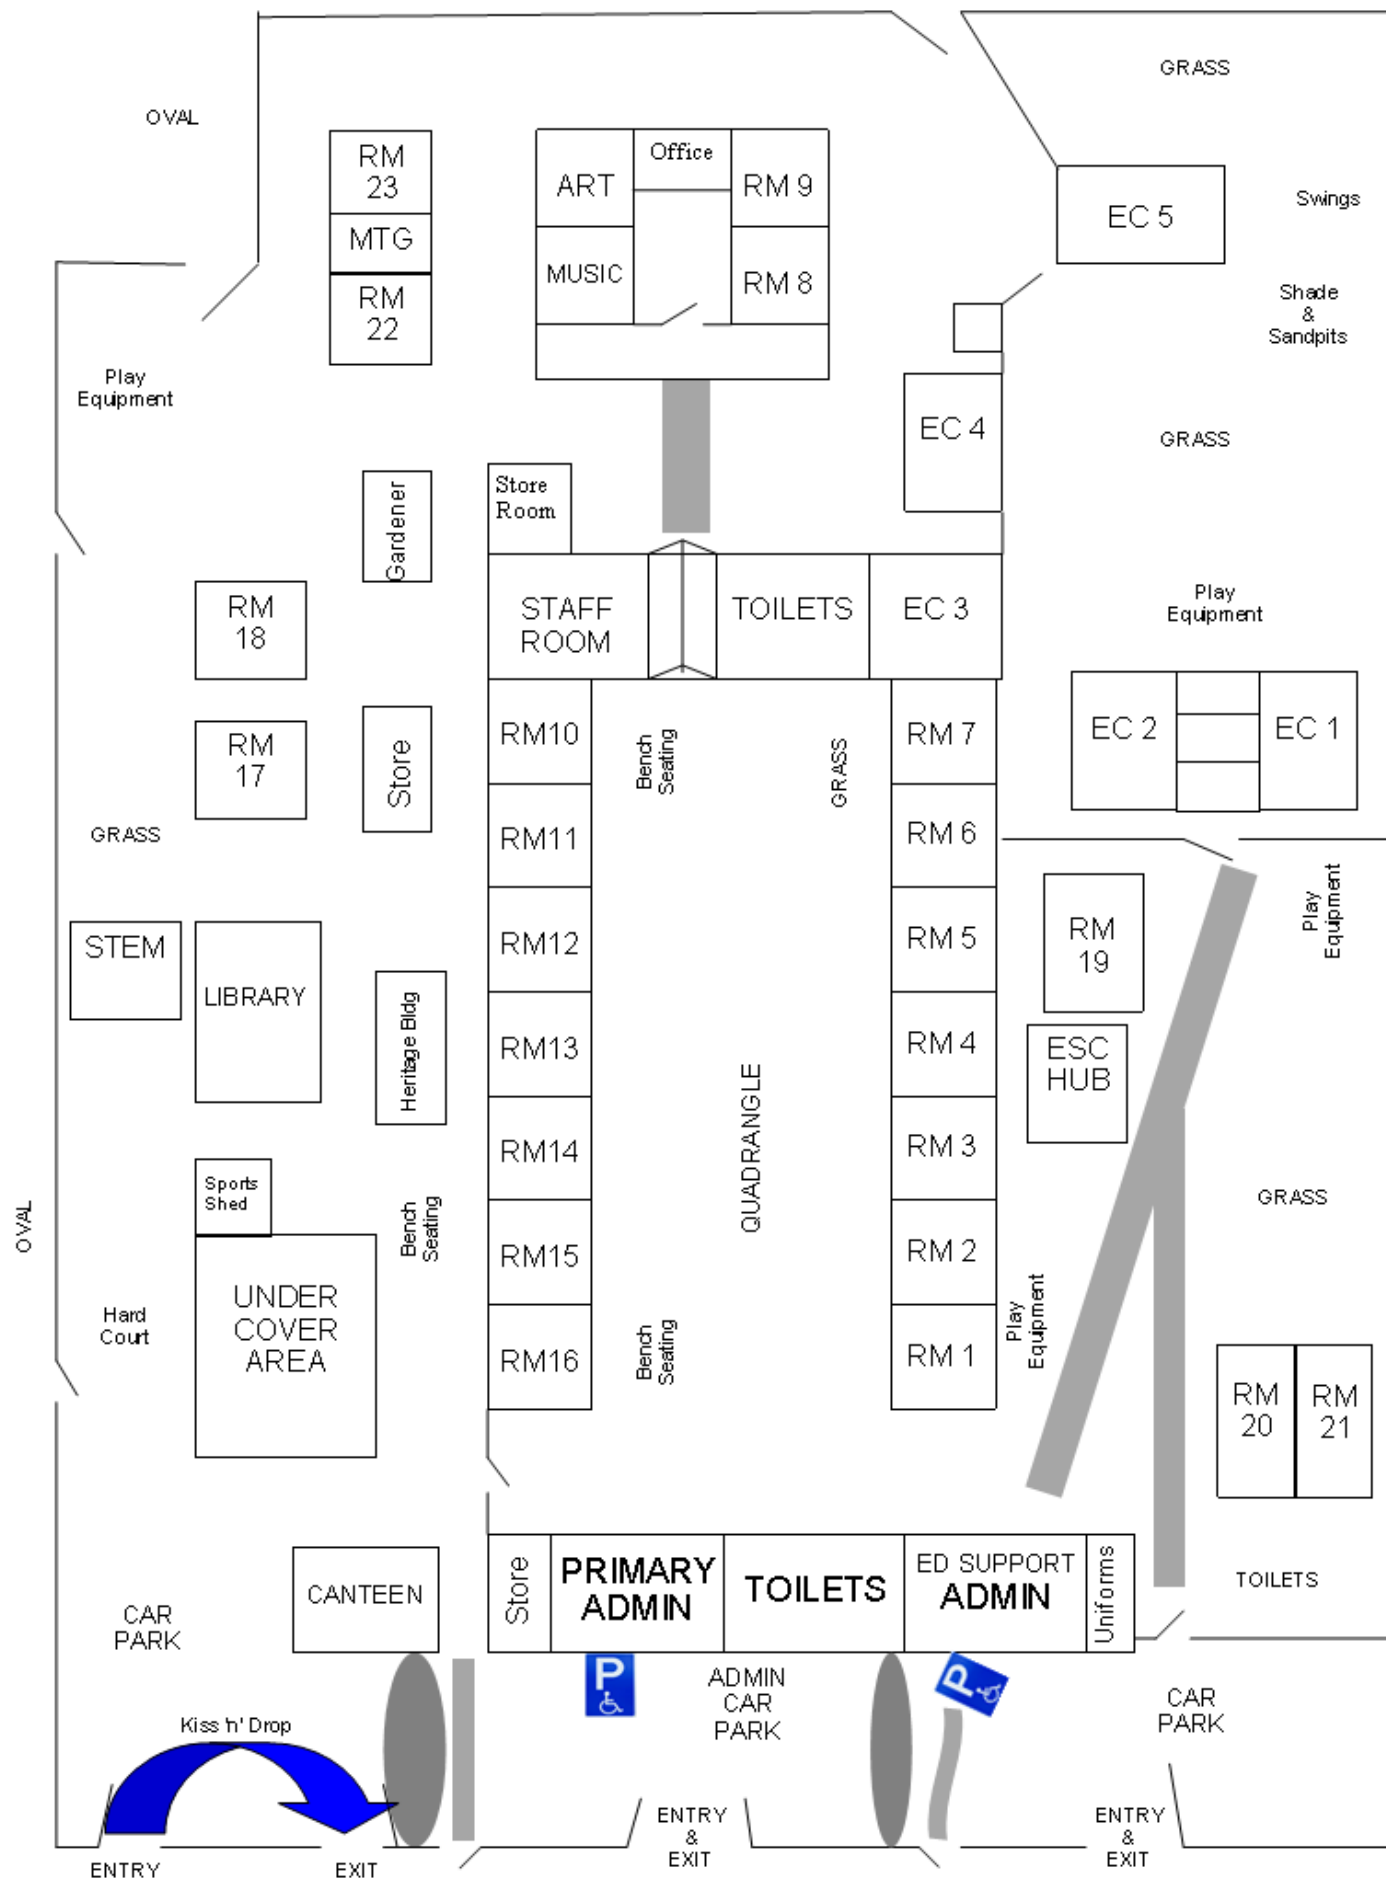 GRASS
OVAL
RM
23
MTG
RM
22
ART
Office
RM 9
MUSIC
RM 8
EC 5
Swings
Shade
&
Sandpits
Play
Equipment
EC 4
GRASS
Store
Room
Gardener
RM
18
STAFF
ROOM
TOILETS
EC 3
Play
Equipment
RM
17
Store
RM10
Bench
Seating
GRASS
RM 7
EC 2
EC 1
GRASS
RM11
RM 6
Play
Equipment
STEM
LIBRARY
RM12
RM 5
RM
19
Heritage Bldg
RM13
RM 4
ESC
HUB
QUADRANGLE
Sports
Shed
RM14
RM 3
OVAL
Bench
Seating
RM15
RM 2
GRASS
Hard
Court
UNDER
COVER
AREA
RM16
Bench
Seating
RM 1
Play
Equipment
RM
20
RM
21
CANTEEN
Store
PRIMARY
ADMIN
TOILETS
ED SUPPORT
ADMIN
Uniforms
TOILETS
CAR
PARK
P
ADMIN
CAR
PARK
P
CAR
PARK
Kiss 'n' Drop
ENTRY
EXIT
ENTRY
&
EXIT
ENTRY
&
EXIT